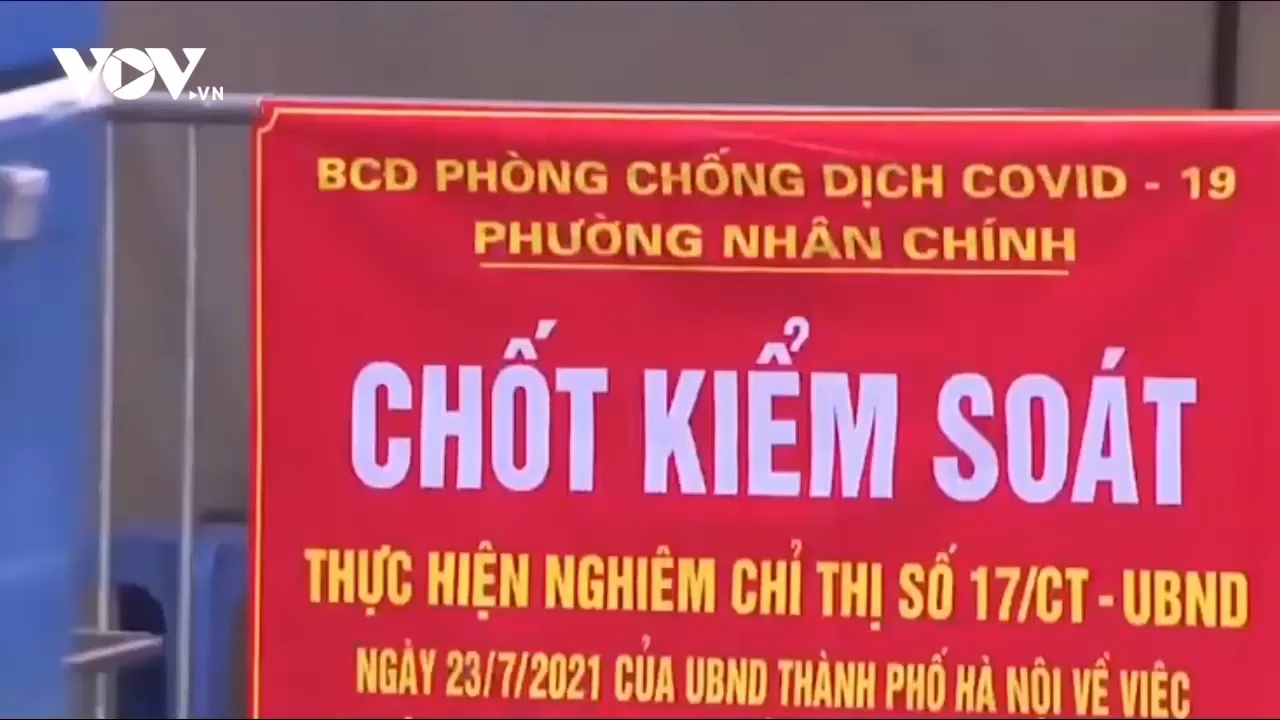 VOV.VN
BCĐ PHÒNG CHỐNG DỊCH COVID - 19
PHƯỜNG NHÂN CHÍNH
CHỐT KIỂM SOÁT
THỰC HIỆN NGHIÊM CHỈ THỊ SỐ 17/CT - UBND
NGÀY 23/7/2021 CỦA UBND THÀNH PHỐ HÀ NỘI VỀ VIỆC